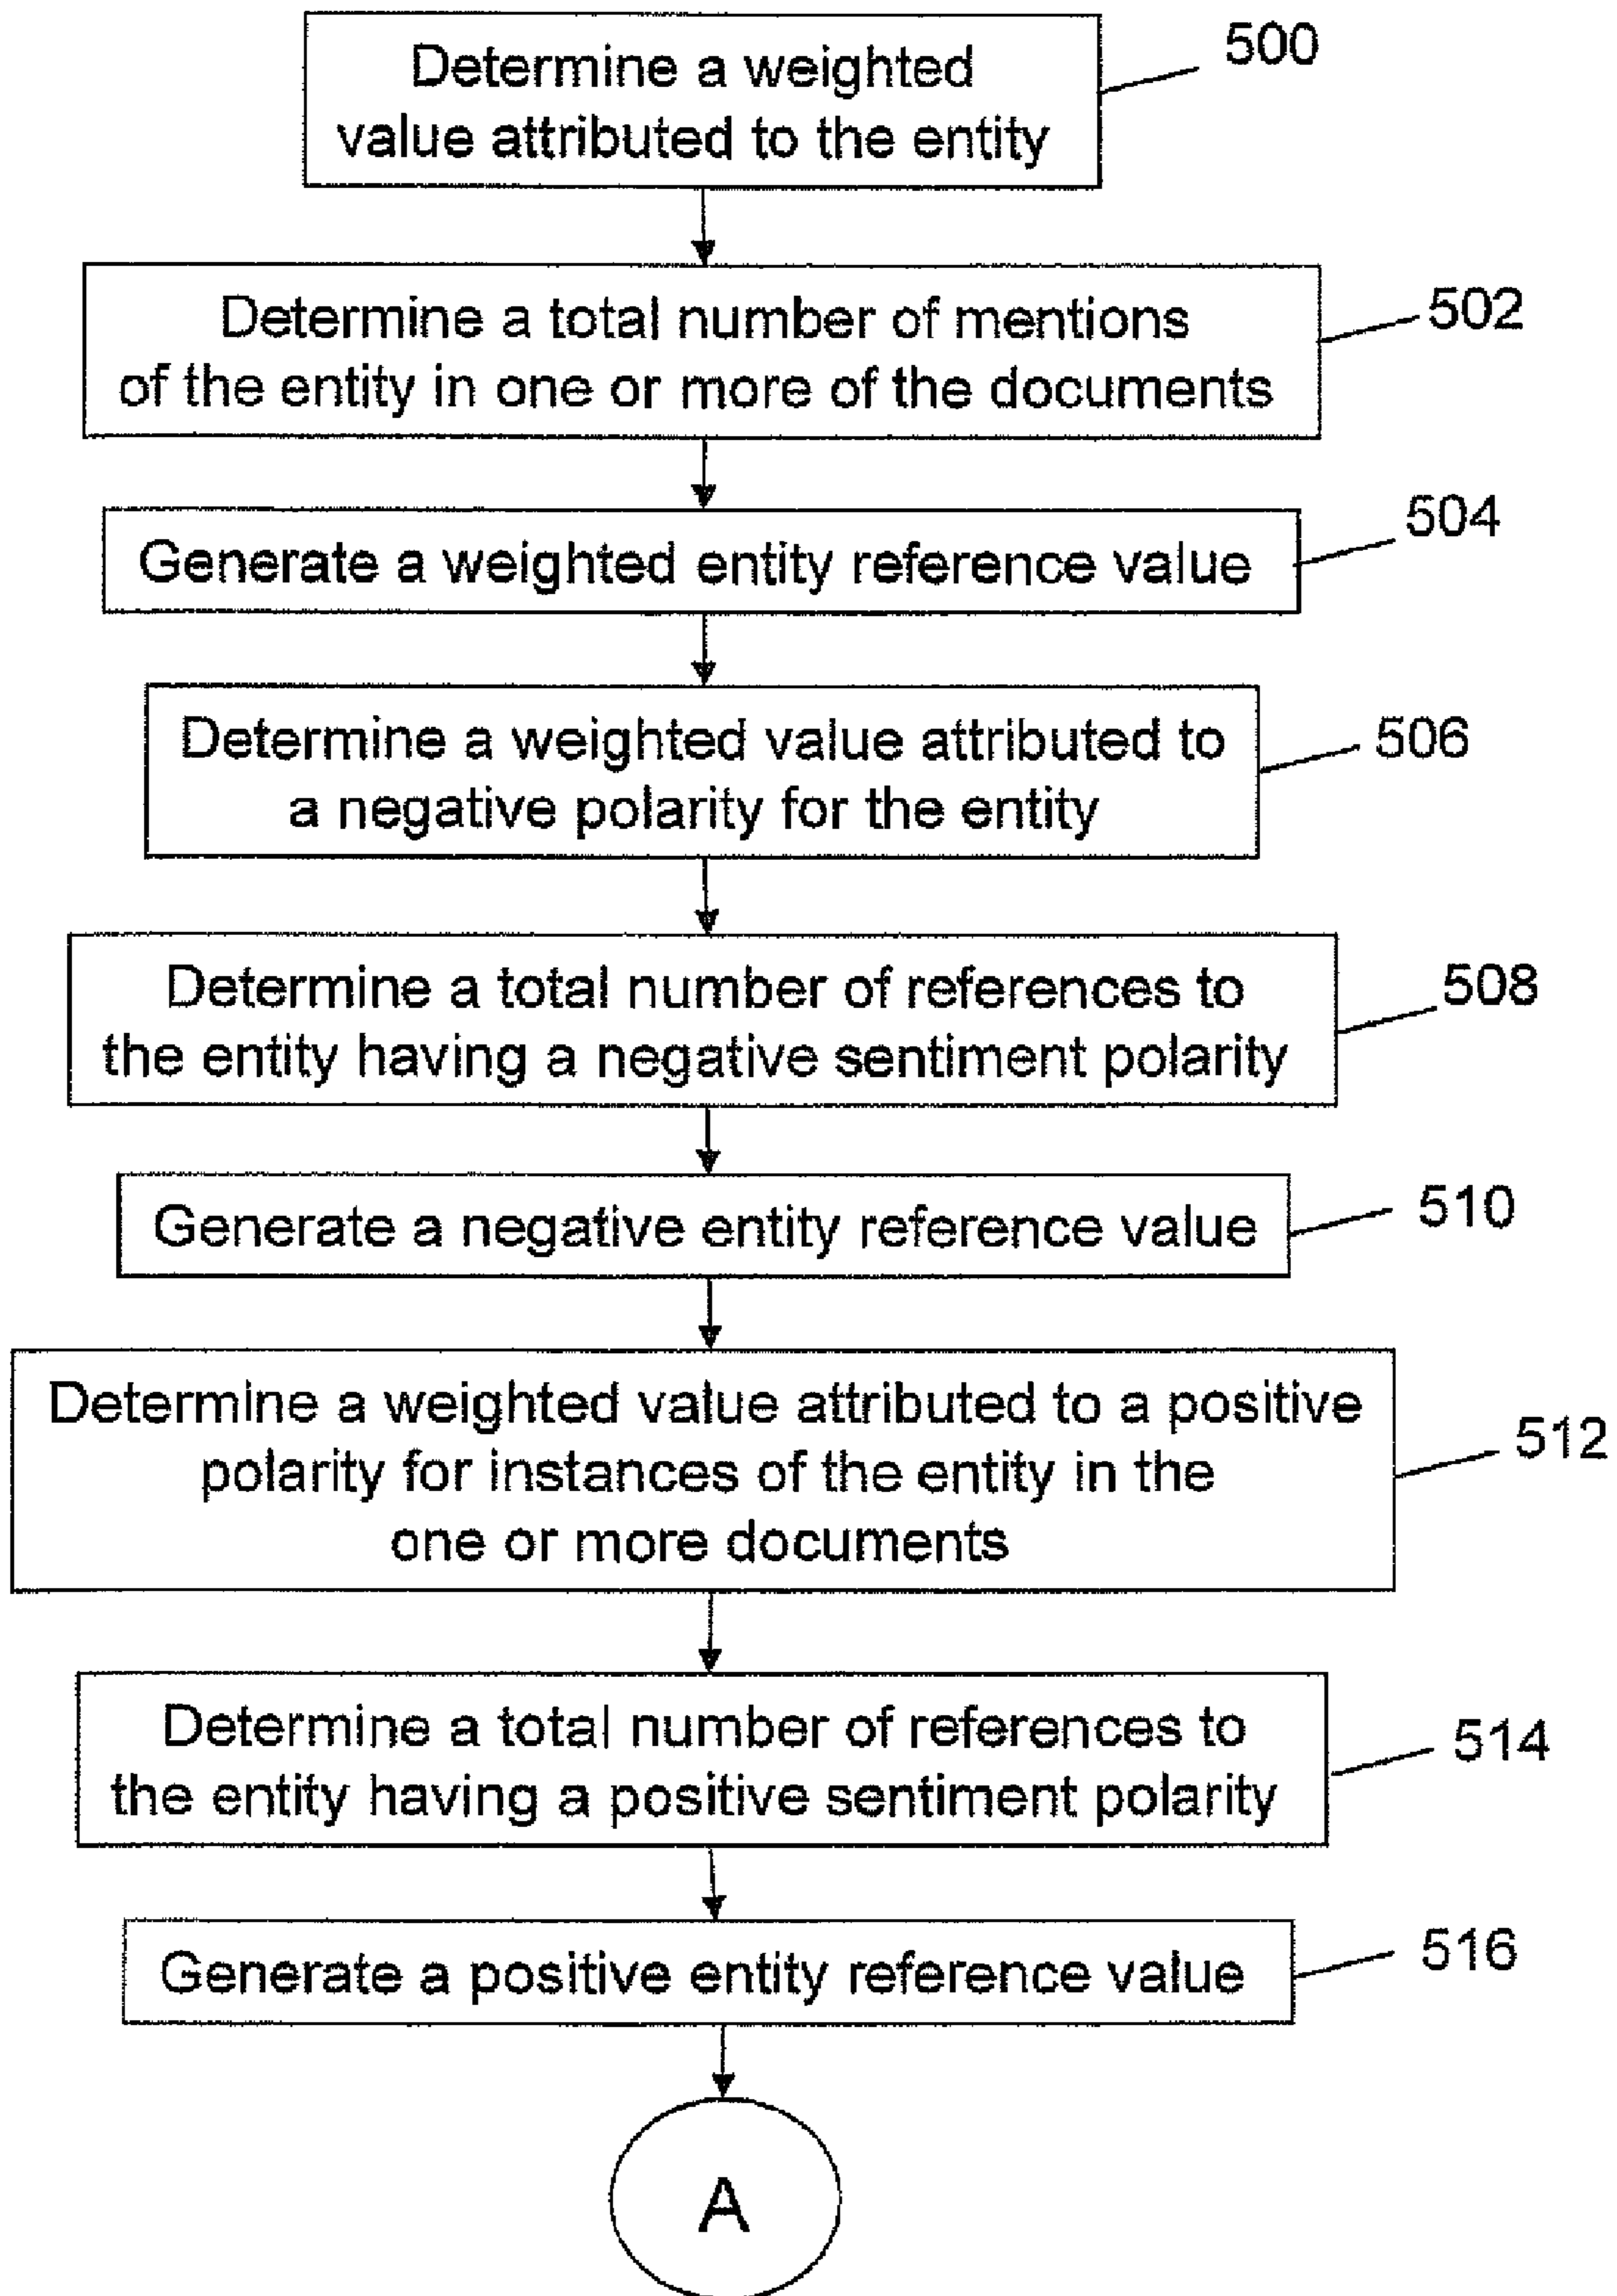 500
Determine a weighted
value attributed to the entity
502
Determine a total number of mentions
of the entity in one or more of the documents
504
Generate a weighted entity reference value
506
Determine a weighted value attributed to
a negative polarity for the entity
508
Determine a total number of references to
the entity having a negative sentiment polarity
510
Generate a negative entity reference value
Determine a weighted value attributed to a positive
512
polarity for instances of the entity in the
one or more documents
Determine a total number of references to
514
the entity having a positive sentiment polarity
516
Generate a positive entity reference value
A